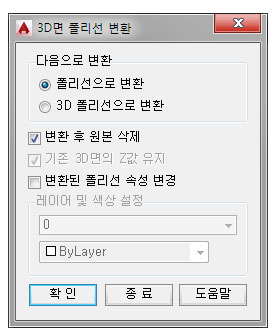 3D면 폴리선 변환
다음으로 변환
폴리선으로 변환
3D 폴리선으로 변환
변환 후 원본 삭제
기존 3D면의 Z값 유지
변환된 폴리선 속성 변경
레이어 및 색상 설정
0
ByLayer
확 인 종 료 도움말